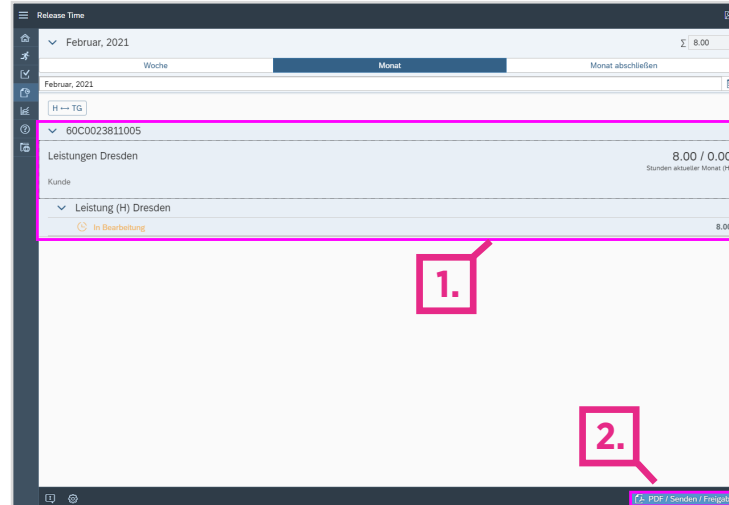 Release Time
Februar, 2021
Σ 8.00
Woche Monat Monat abschließen
Februar, 2021
H ↔ TG
60C0023811005
Leistungen Dresden
8.00 / 0.00
Stunden aktueller Monat (H
Kunde
Leistung (H) Dresden
In Bearbeitung
8.00
1.
2.
PDF / Senden / Freigab